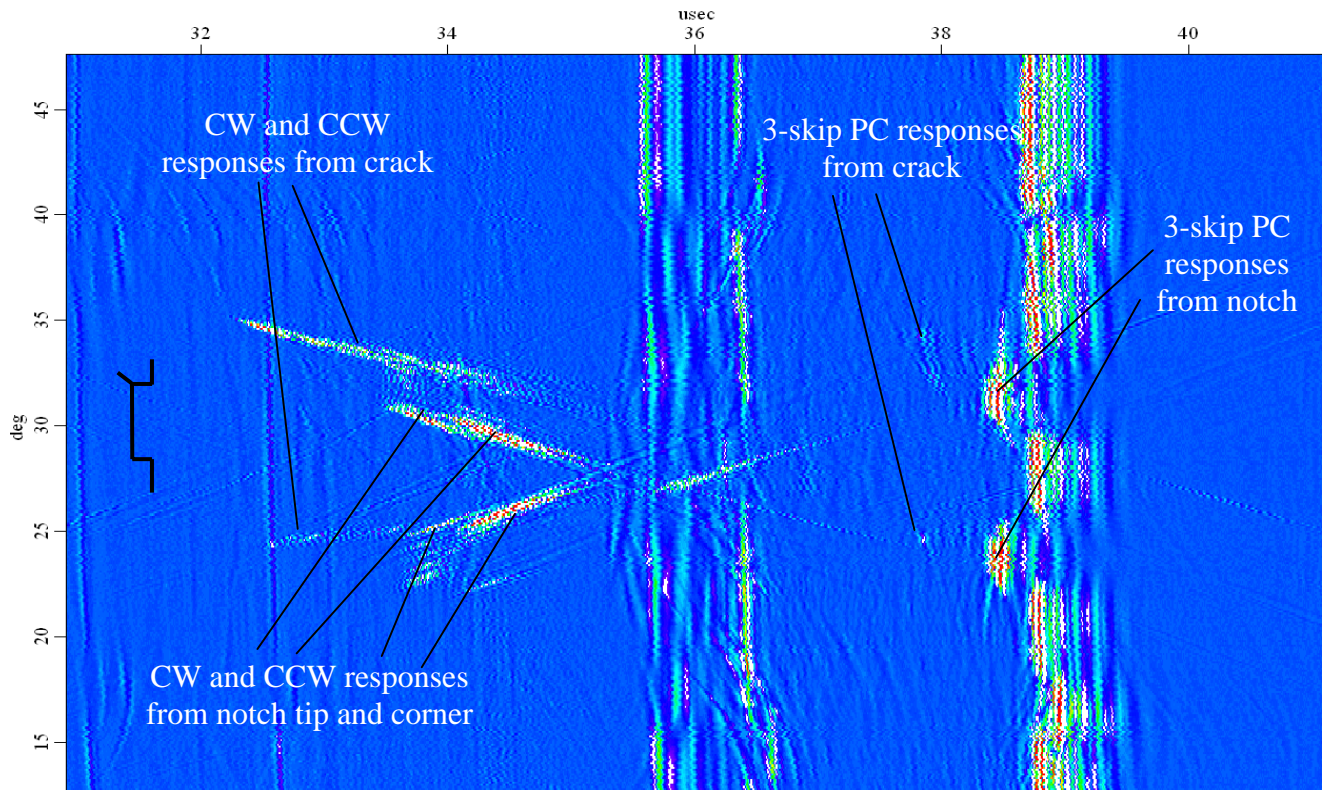 usec
32
34
36
38
40
45
40
35
30
25
20
15
deg
CW and CCW
responses from crack
3-skip PC responses
from crack
3-skip PC
responses
from notch
CW and CCW responses
from notch tip and corner